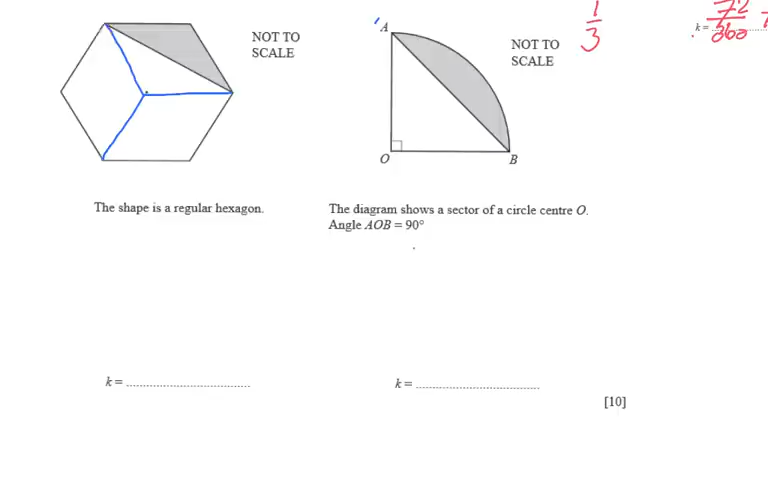 NOT TO
SCALE
A
NOT TO
SCALE
1
3
k = 72
360
O
B
The shape is a regular hexagon.
The diagram shows a sector of a circle centre O.
Angle AOB = 90°
k = ....................................
k = ....................................
[10]